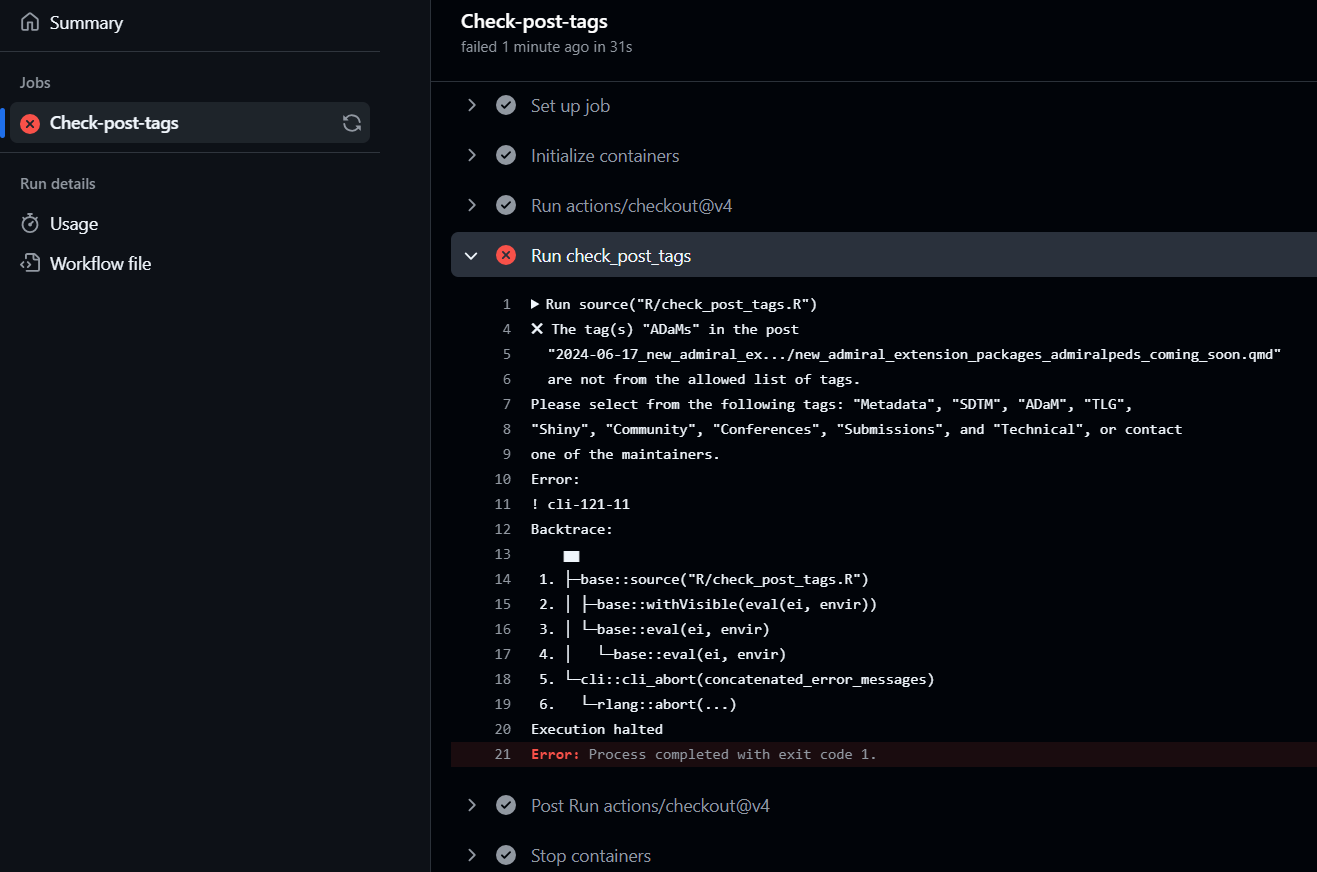 Summary
Jobs
Check-post-tags
Run details
Usage
Workflow file
Check-post-tags
failed 1 minute ago in 31s
Set up job
Initialize containers
Run actions/checkout@v4
Run check_post_tags
1 ▶ Run source("R/check_post_tags.R")
4 ✕ The tag(s) "ADaMs" in the post
5 "2024-06-17_new_admiral_ex.../new_admiral_extension_packages_admiralpeds_coming_soon.qmd"
6 are not from the allowed list of tags.
7 Please select from the following tags: "Metadata", "SDTM", "ADaM", "TLG",
8 "Shiny", "Community", "Conferences", "Submissions", and "Technical", or contact
9 one of the maintainers.
10 Error:
11 ! cli-121-11
12 Backtrace:
13 ▆
14 1. ├─base::source("R/check_post_tags.R")
15 2. │ ├─base::withVisible(eval(ei, envir))
16 3. │ └─base::eval(ei, envir)
17 4. │   └─base::eval(ei, envir)
18 5. └─cli::cli_abort(concatenated_error_messages)
19 6.   └─rlang::abort(...)
20 Execution halted
21 Error: Process completed with exit code 1.
Post Run actions/checkout@v4
Stop containers